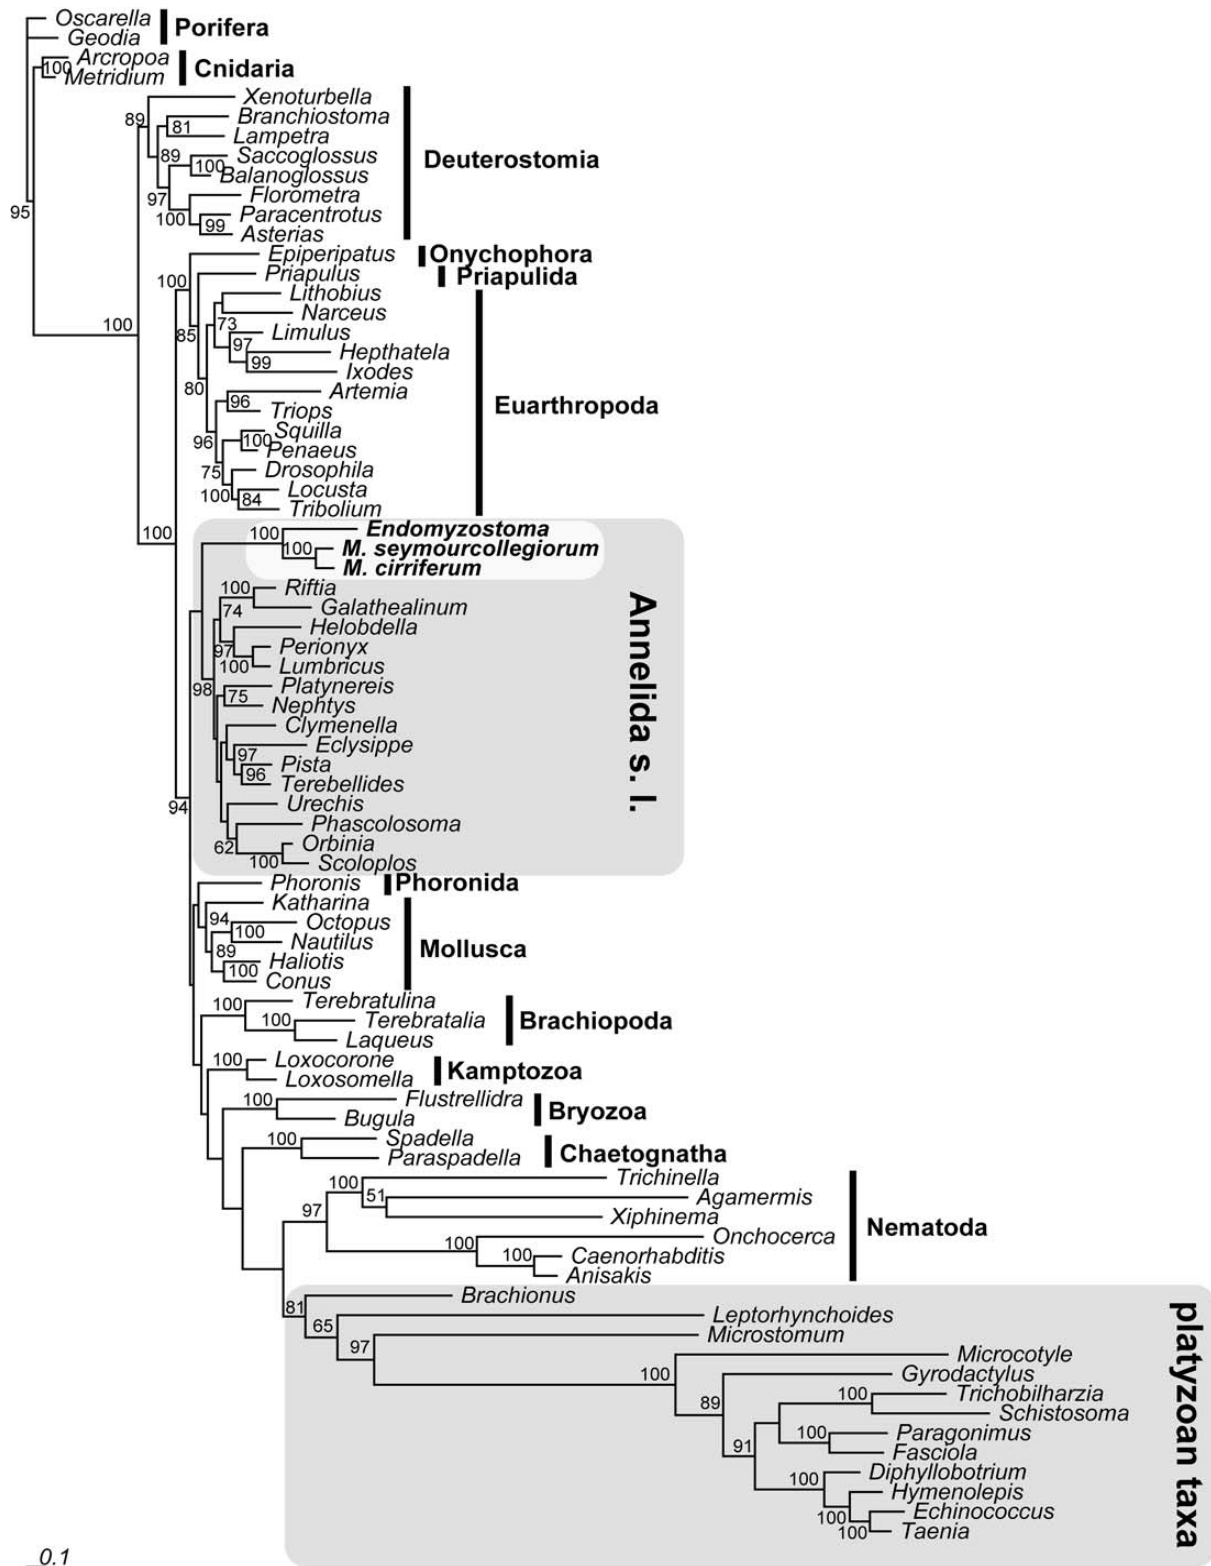 Oscarella
Geodia
Porifera
Arcropoa
100
Metridium
Cnidaria
Xenoturbella
89
Branchiostoma
81
Lampetra
89
Saccoglossus
100
Balanoglossus
Deuterostomia
97
Florometra
95
100
Paracentrotus
99
Asterias
Epiperipatus
Onychophora
100
Priapulus
Priapulida
Lithobius
Narceus
100
73
85
Limulus
97
Hepthatela
99
Ixodes
80
Artemia
96
Triops
Euarthropoda
96
Squilla
100
Penaeus
75
Drosophila
100
Locusta
84
Tribolium
100
100
Endomyzostoma
100
M. seymourcollegiorum
M. cirriferum
100
Riftia
74
Galathealinum
Helobdella
97
Perionyx
100
Lumbricus
98
Platynereis
75
Nephtys
Clymenella
Eclysippe
97
Pista
96
Terebellides
94
Urechis
Phascolosoma
62
Orbinia
100
Scoloplos
Annelida s. l.
Phoronis
Phoronida
Katharina
94
Octopus
100
Nautilus
89
Haliotis
100
Conus
Mollusca
100
Terebratulina
100
Terebratalia
Laqueus
Brachiopoda
100
Loxocorone
Loxosomella
Kamptozoa
100
Flustrellidra
Bugula
Bryozoa
100
Spadella
Paraspadella
Chaetognatha
100
Trichinella
51
Agamermis
97
Xiphinema
Nematoda
100
Onchocerca
100
Caenorhabditis
Anisakis
81
Brachionus
65
Leptorhynchoides
97
Microstomum
100
Microcotyle
89
Gyrodactylus
100
Trichobilharzia
Schistosoma
91
100
Paragonimus
Fasciola
100
Diphyllobotrium
Hymenolepis
100
Echinococcus
100
Taenia
platyzoan taxa
0.1